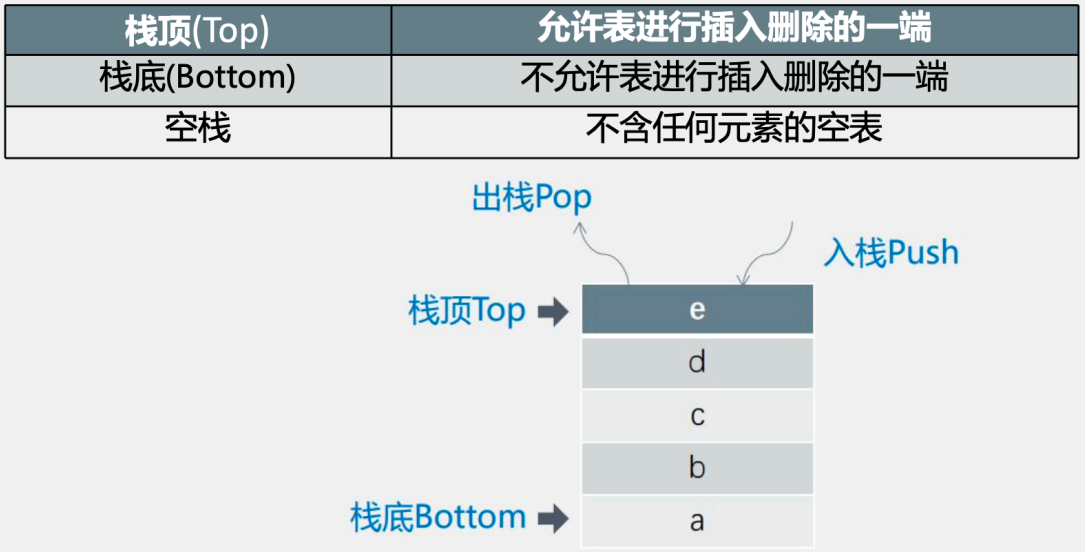 栈顶(Top) 允许表进行插入删除的一端
栈底(Bottom) 不允许表进行插入删除的一端
空栈 不含任何元素的空表
出栈Pop
入栈Push
栈顶Top e
d
c
b
栈底Bottom a